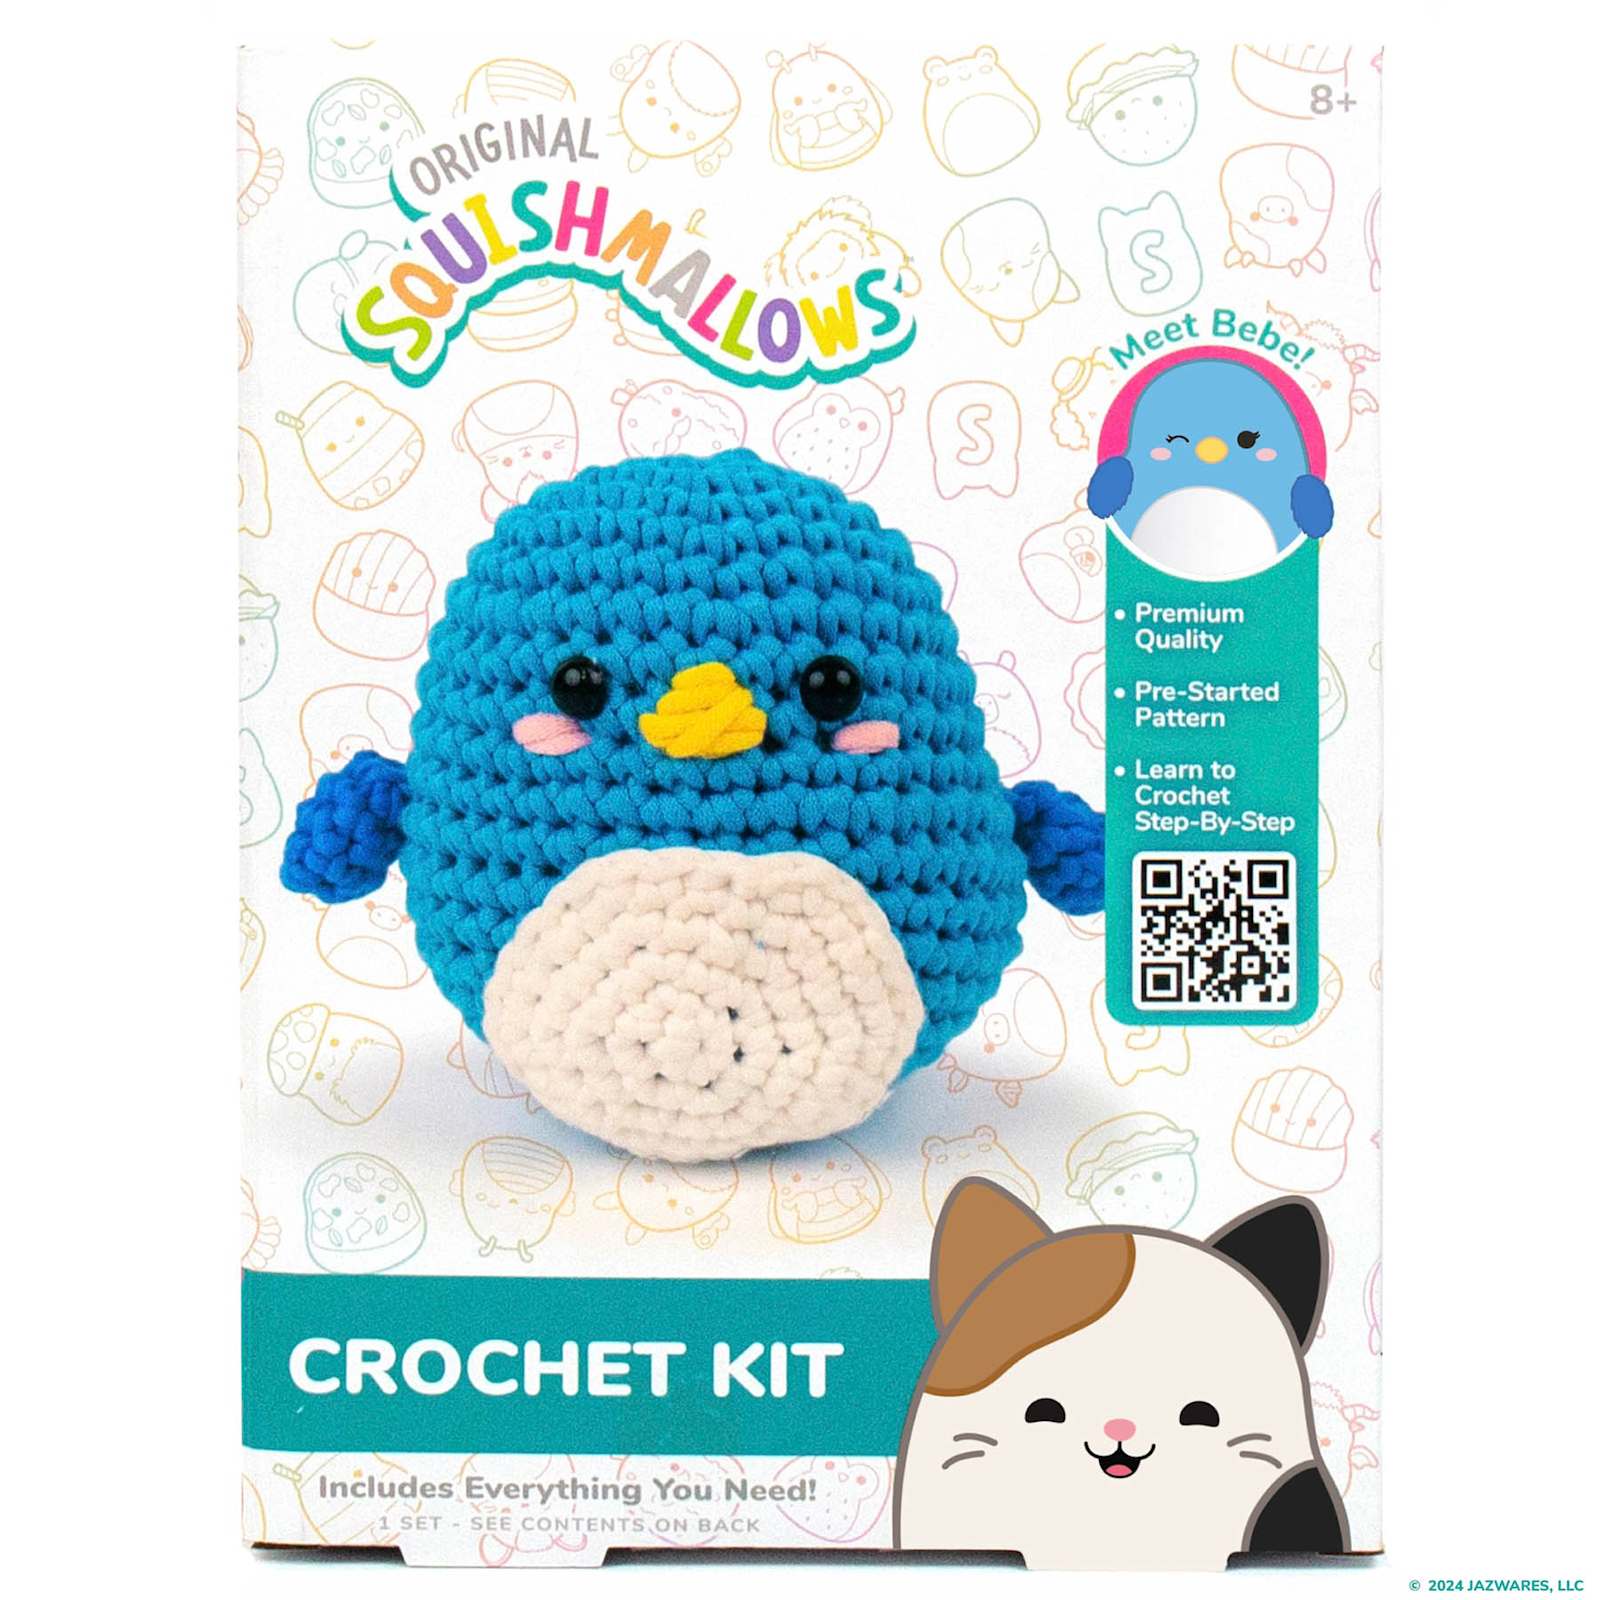 8+
ORIGINAL
SQUISHMALLOWS
Meet Bebe!
• Premium
Quality
• Pre-Started
Pattern
• Learn to
Crochet
Step-By-Step
S
S
CROCHET KIT
Includes Everything You Need!
1 SET - SEE CONTENTS ON BACK
© 2024 JAZWARES, LLC